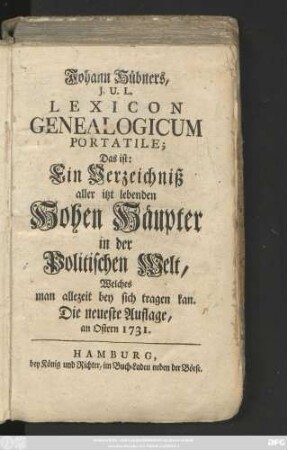 Johann Hübners,
J. U. L.
LEXICON
GENEALOGICUM
PORTATILE;
Das ist:
Ein Verzeichniß
aller itzt lebenden
Hohen Häupter
in der
Politischen Welt,
Welches
man allezeit bey sich tragen kan.
Die neueste Auflage,
an Ostern 1731.
HAMBURG,
bey König und Richter, im Buch-Laden neben der Börse.